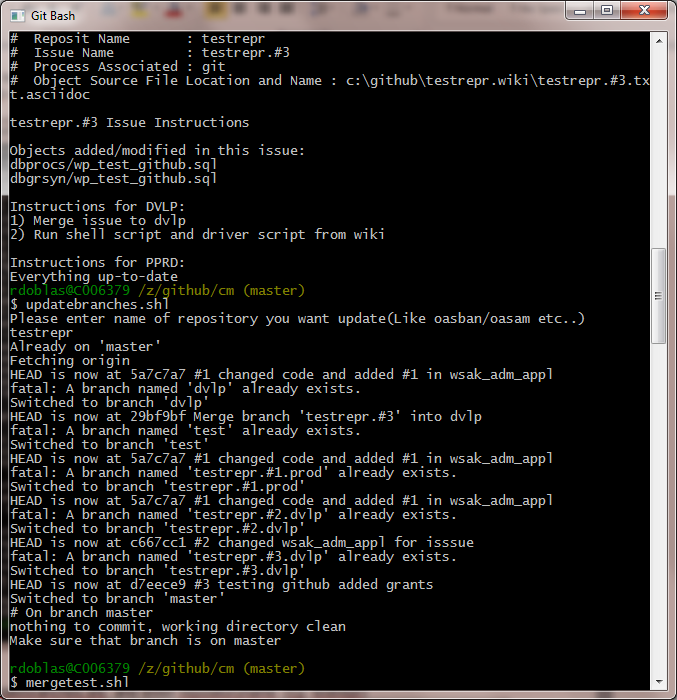 Git Bash
#  Reposit Name       : testrepr
#  Issue Name         : testrepr.#3
#  Process Associated : git
#  Object Source File Location and Name : c:\github\testrepr.wiki\testrepr.#3.tx
t.asciidoc
testrepr.#3 Issue Instructions
Objects added/modified in this issue:
dbprocs/wp_test_github.sql
dbgrsyn/wp_test_github.sql
Instructions for DVLP:
1) Merge issue to dvlp
2) Run shell script and driver script from wiki
Instructions for PPRD:
Everything up-to-date
rdoblas@C006379 /z/github/cm (master)
$ updatebranches.shl
Please enter name of repository you want update(Like oasban/oasam etc..)
testrepr
Already on 'master'
Fetching origin
HEAD is now at 5a7c7a7 #1 changed code and added #1 in wsak_adm_appl
fatal: A branch named 'dvlp' already exists.
Switched to branch 'dvlp'
HEAD is now at 29bf9bf Merge branch 'testrepr.#3' into dvlp
fatal: A branch named 'test' already exists.
Switched to branch 'test'
HEAD is now at 5a7c7a7 #1 changed code and added #1 in wsak_adm_appl
fatal: A branch named 'testrepr.#1.prod' already exists.
Switched to branch 'testrepr.#1.prod'
HEAD is now at 5a7c7a7 #1 changed code and added #1 in wsak_adm_appl
fatal: A branch named 'testrepr.#2.dvlp' already exists.
Switched to branch 'testrepr.#2.dvlp'
HEAD is now at c667cc1 #2 changed wsak_adm_appl for isssue
fatal: A branch named 'testrepr.#3.dvlp' already exists.
Switched to branch 'testrepr.#3.dvlp'
HEAD is now at d7eece9 #3 testing github added grants
Switched to branch 'master'
# On branch master
nothing to commit, working directory clean
Make sure that branch is on master
rdoblas@C006379 /z/github/cm (master)
$ mergetest.shl